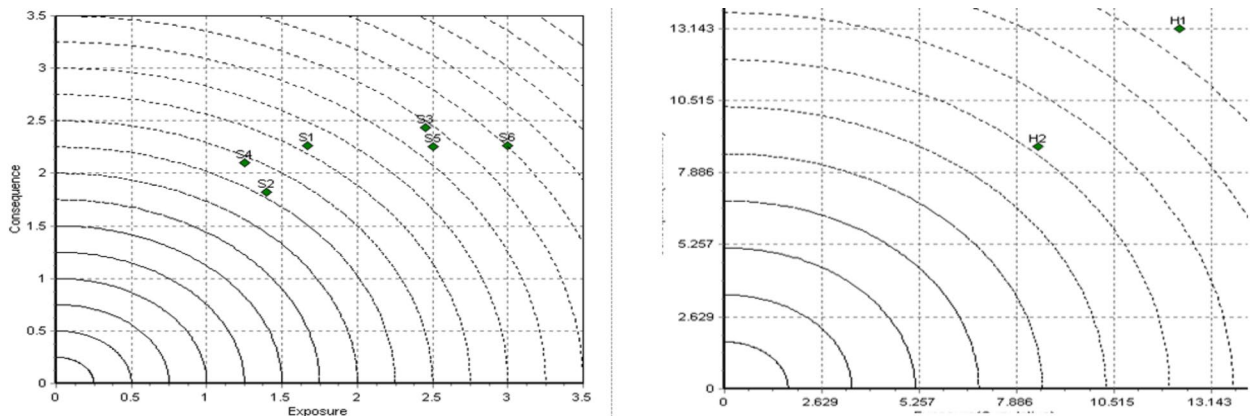 3.5
3
2.5
2
1.5
1
0.5
0
Consequence
S3
S1
S5
S6
S4
S2
0 0.5 1 1.5 2 2.5 3 3.5
Exposure
13.143
10.515
7.886
5.257
2.629
0
H1
H2
0 2.629 5.257 7.886 10.515 13.143